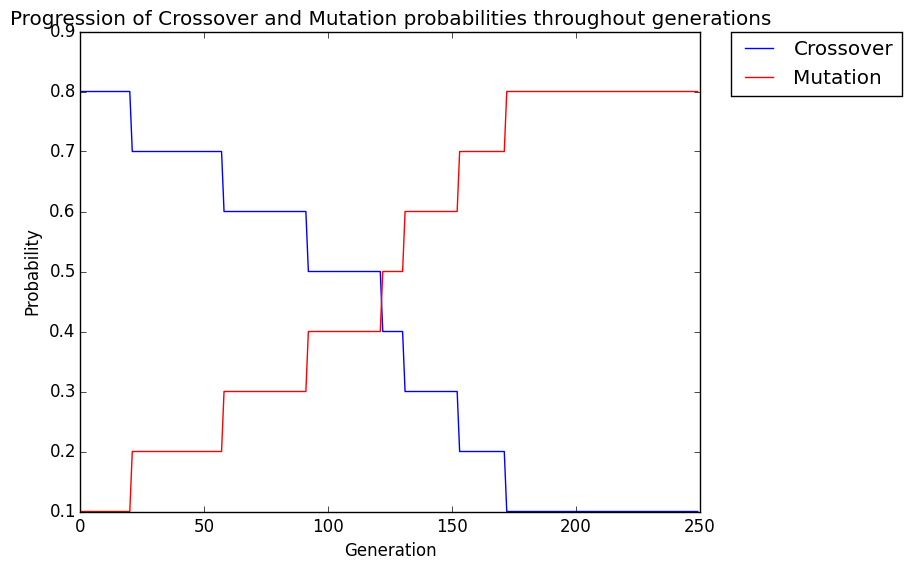 Progression of Crossover and Mutation probabilities throughout generations
Crossover
Mutation
0.9
0.8
0.7
0.6
0.5
0.4
0.3
0.2
0.1
Probability
0 50 100 150 200 250
Generation